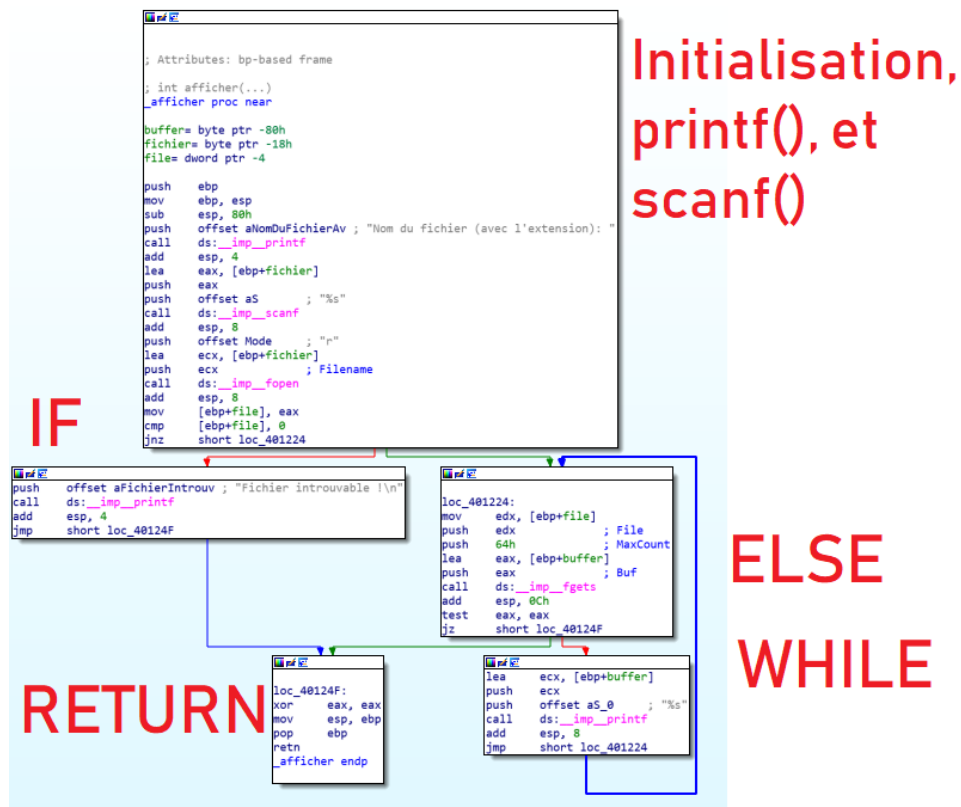 ; Attributes: bp-based frame
; int afficher(...)
_afficher proc near
buffer= byte ptr -80h
fichier= byte ptr -18h
file= dword ptr -4
push ebp
mov ebp, esp
sub esp, 80h
push offset aNomDuFichierAv ; "Nom du fichier (avec l'extension): "
call ds:__imp__printf
add esp, 4
lea eax, [ebp+fichier]
push eax
push offset aS ; "%s"
call ds:__imp__scanf
add esp, 8
push offset Mode ; "r"
lea ecx, [ebp+fichier]
push ecx ; Filename
call ds:__imp__fopen
add esp, 8
mov [ebp+file], eax
cmp [ebp+file], 0
jnz short loc_401224
Initialisation,
printf(), et
scanf()
IF
push offset aFichierIntrouv ; "Fichier introuvable !\n"
call ds:__imp__printf
add esp, 4
jmp short loc_40124F
loc_401224:
mov edx, [ebp+file]
push edx ; File
push 64h ; MaxCount
lea eax, [ebp+buffer]
push eax ; Buf
call ds:__imp__fgets
add esp, 0Ch
test eax, eax
jz short loc_40124F
ELSE
WHILE
RETURN
loc_40124F:
xor eax, eax
mov esp, ebp
pop ebp
retn
_afficher endp
lea ecx, [ebp+buffer]
push ecx
push offset aS_0 ; "%s"
call ds:__imp__printf
add esp, 8
jmp short loc_401224